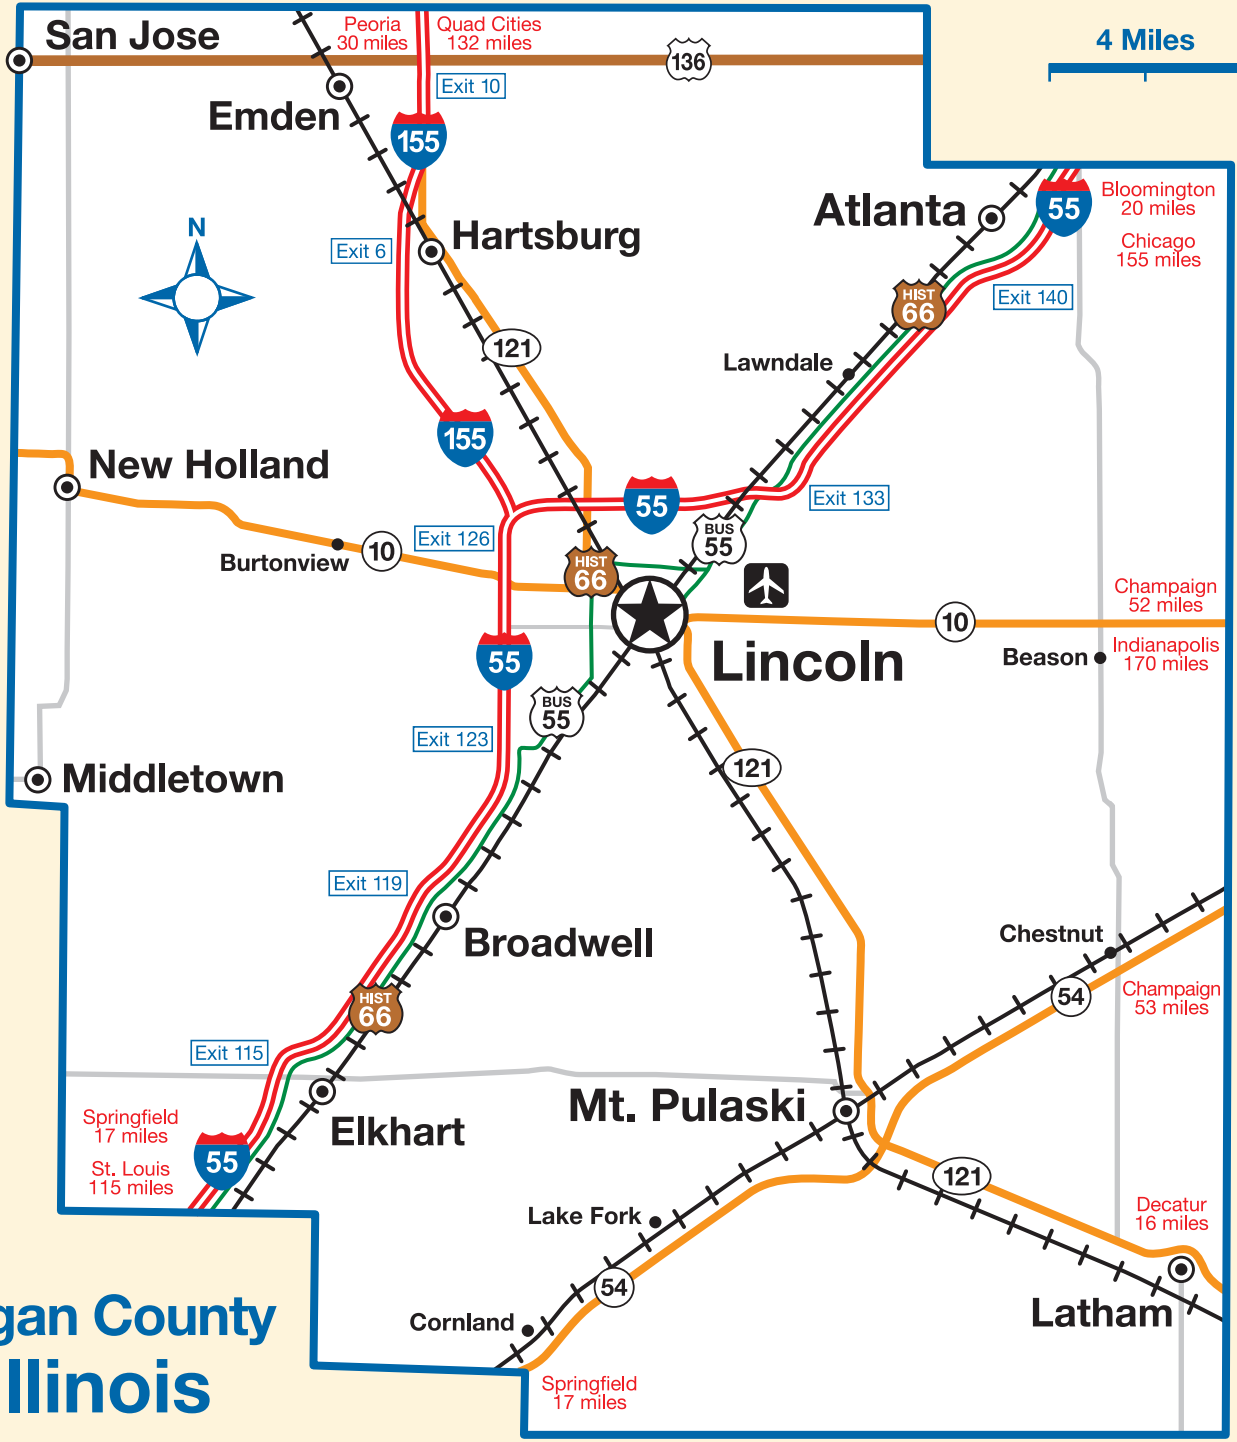 San Jose
Peoria
30 miles
Quad Cities
132 miles
136
4 Miles
Exit 10
Emden
155
Atlanta
55
Bloomington
20 miles
Chicago
155 miles
N
Exit 6
Hartsburg
HIST
66
Exit 140
121
Lawndale
155
New Holland
55
Exit 133
Exit 126
BUS
55
Burtonview
10
HIST
66
Champaign
52 miles
10
Lincoln
Beason
Indianapolis
170 miles
55
BUS
55
Exit 123
Middletown
121
Exit 119
Broadwell
Chestnut
54
Champaign
53 miles
HIST
66
Exit 115
Mt. Pulaski
Springfield
17 miles
Elkhart
55
St. Louis
115 miles
121
Lake Fork
Decatur
16 miles
54
Latham
gan County
Cornland
llinois
Springfield
17 miles